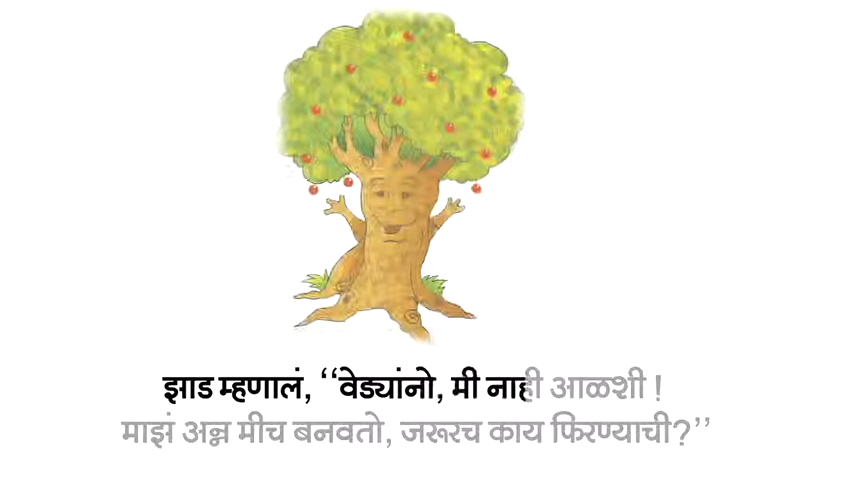 झाड म्हणालं, ‘‘वेड्यांनो, मी नाही आळशी !
माझं अन्न मीच बनवतो, जरूरच काय फिरण्याची?’’